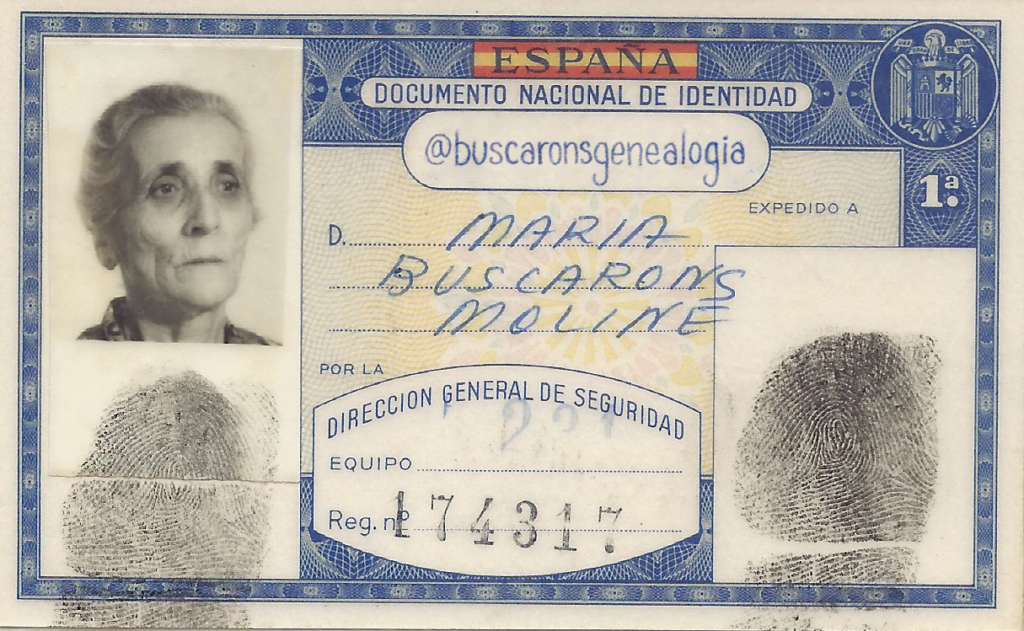 ESPAÑA
DOCUMENTO NACIONAL DE IDENTIDAD
@buscaronsgenealogia
1.ª
EXPEDIDO A
D. MARIA
BUSCARONS
MOLINE
POR LA
DIRECCION GENERAL DE SEGURIDAD
EQUIPO
Reg. nº 174317